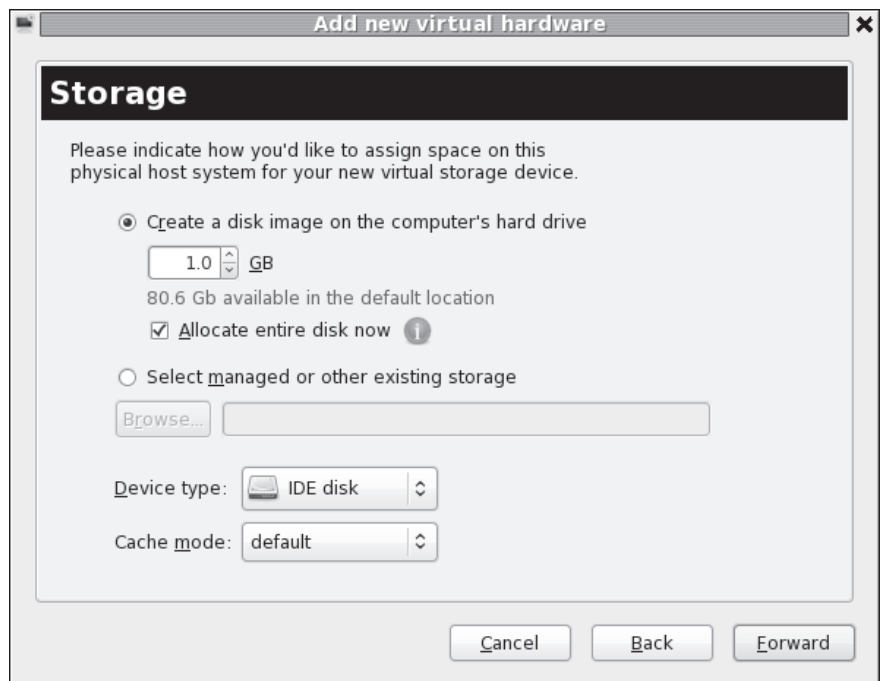 Add new virtual hardware
Storage
Please indicate how you'd like to assign space on this
physical host system for your new virtual storage device.
Create a disk image on the computer's hard drive
1.0 GB
80.6 Gb available in the default location
Allocate entire disk now
Select managed or other existing storage
Browse...
Device type: IDE disk
Cache mode: default
Cancel Back Forward